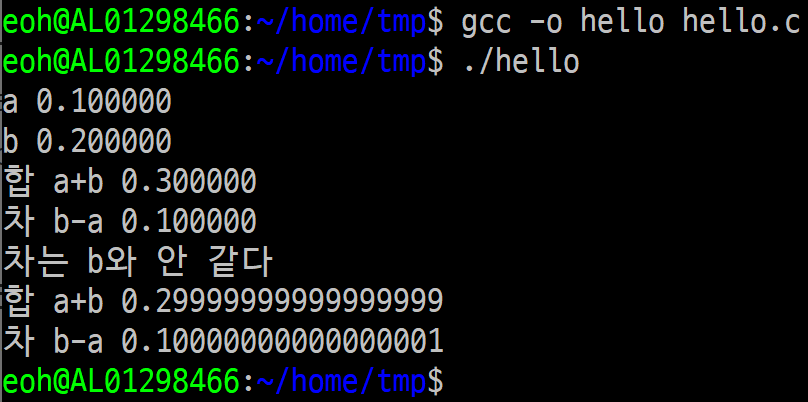 eoh@AL01298466:~/home/tmp$ gcc -o hello hello.c
eoh@AL01298466:~/home/tmp$ ./hello
a 0.100000
b 0.200000
합 a+b 0.300000
차 b-a 0.100000
차는 b와 안 같다
합 a+b 0.29999999999999999
차 b-a 0.10000000000000001
eoh@AL01298466:~/home/tmp$